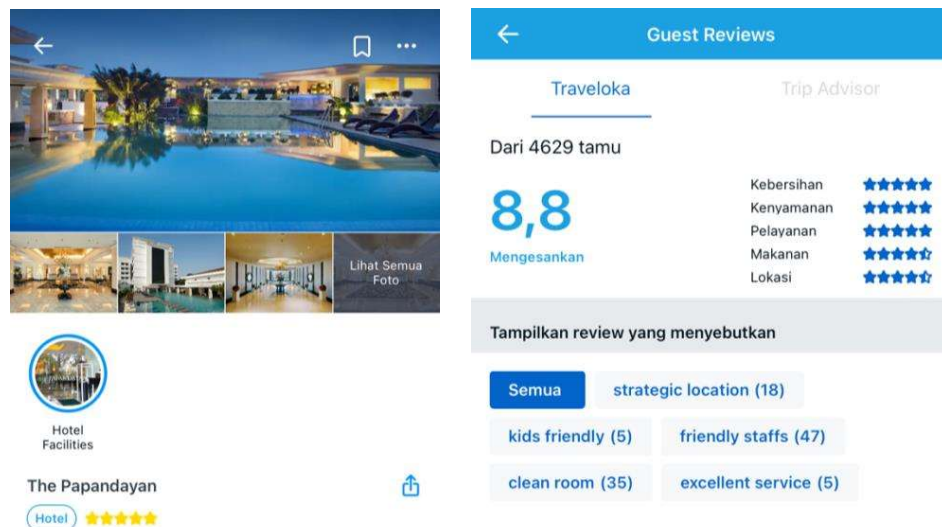 Lihat Semua
Foto
Hotel
Facilities
The Papandayan
Hotel
Guest Reviews
Traveloka
Trip Advisor
Dari 4629 tamu
8,8
Mengesankan
Kebersihan
Kenyamanan
Pelayanan
Makanan
Lokasi
Tampilkan review yang menyebutkan
Semua
strategic location (18)
kids friendly (5)
friendly staffs (47)
clean room (35)
excellent service (5)